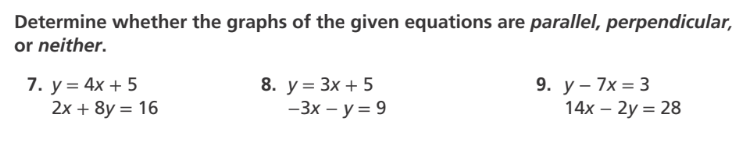 Determine whether the graphs of the given equations are parallel, perpendicular,
or neither.
7. y = 4x + 5
2x + 8y = 16
8. y = 3x + 5
−3x − y = 9
9. y − 7x = 3
14x − 2y = 28